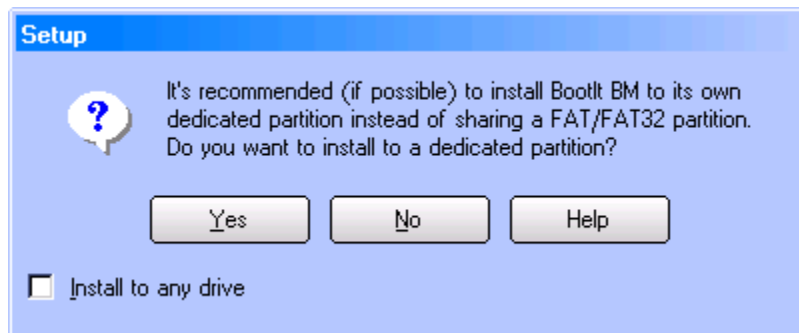 Setup
It's recommended (if possible) to install BootIt BM to its own
dedicated partition instead of sharing a FAT/FAT32 partition.
Do you want to install to a dedicated partition?
Yes No Help
Install to any drive